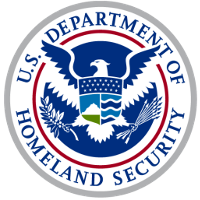 U.S. DEPARTMENT OF
HOMELAND SECURITY